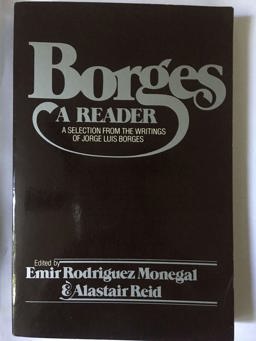 Borges
A READER
A SELECTION FROM THE WRITINGS
OF JORGE LUIS BORGES
Edited by
Emir Rodriguez Monegal
& Alastair Reid